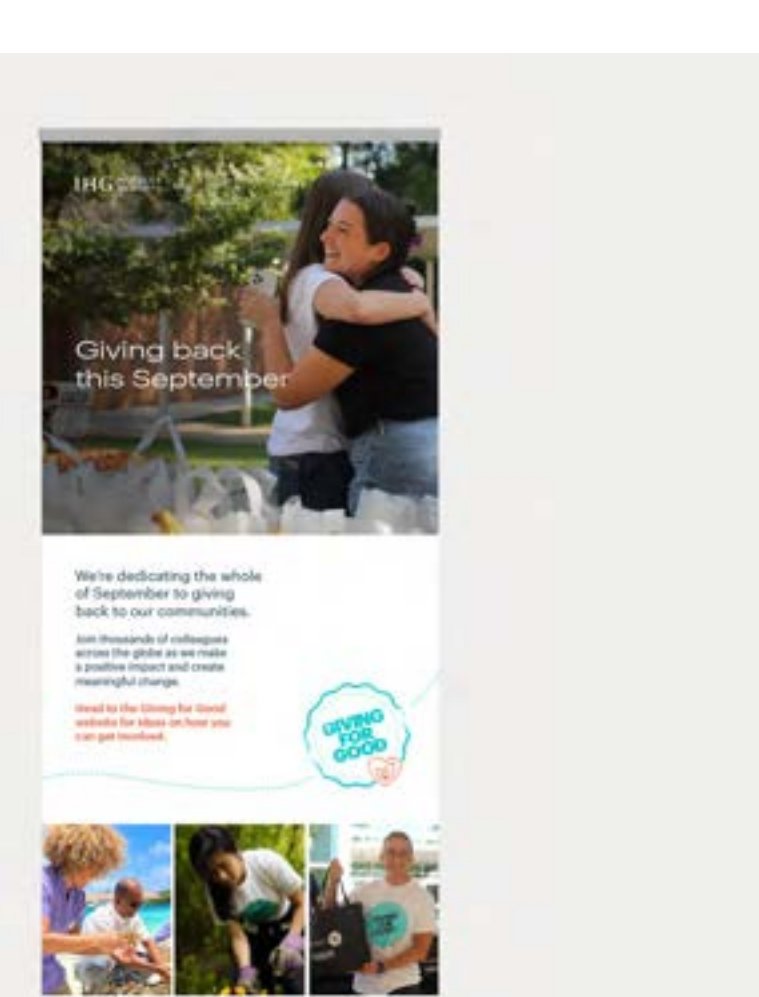 IHG
Giving back
this September
We're dedicating the whole
of September to giving
back to our communities.
Join thousands of colleagues
across the globe as we make
a positive impact and create
meaningful change.
Head to the Giving for Good
website for ideas on how you
can get involved.
GIVING
FOR
GOOD